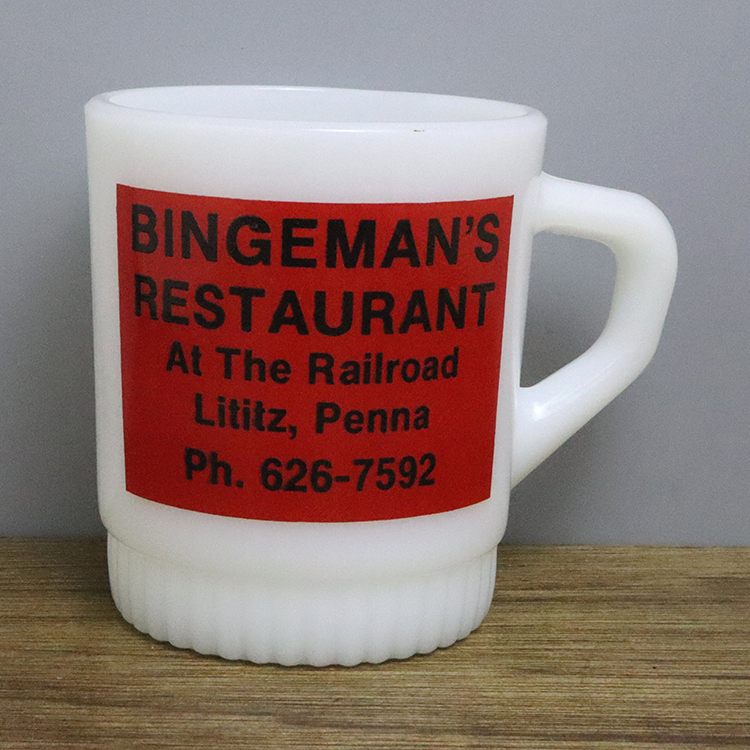 BINGEMAN'S
RESTAURANT
At The Railroad
Lititz, Penna
Ph. 626-7592